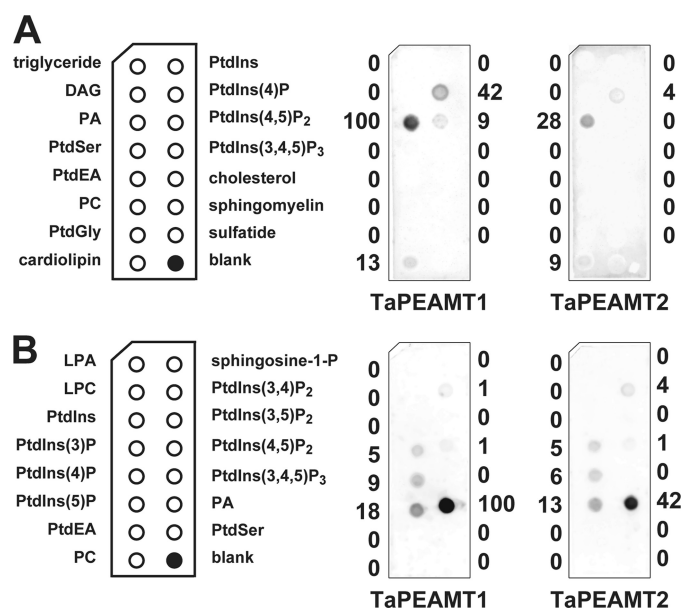 A
triglyceride PtdIns 0 0 0 0
DAG PtdIns(4)P 0 42 0 4
PA PtdIns(4,5)P2 100 9 28 0
PtdSer PtdIns(3,4,5)P3 0 0 0 0
PtdEA cholesterol 0 0 0 0
PC sphingomyelin 0 0 0 0
PtdGly sulfatide 0 0 0 0
cardiolipin blank 13 9
TaPEAMT1 TaPEAMT2
B
LPA sphingosine-1-P 0 0 0 0
LPC PtdIns(3,4)P2 0 1 0 4
PtdIns PtdIns(3,5)P2 0 0 0 0
PtdIns(3)P PtdIns(4,5)P2 5 1 5 1
PtdIns(4)P PtdIns(3,4,5)P3 9 0 6 0
PtdIns(5)P PA 18 100 13 42
PtdEA PtdSer 0 0 0 0
PC blank 0 0 0 0
TaPEAMT1 TaPEAMT2